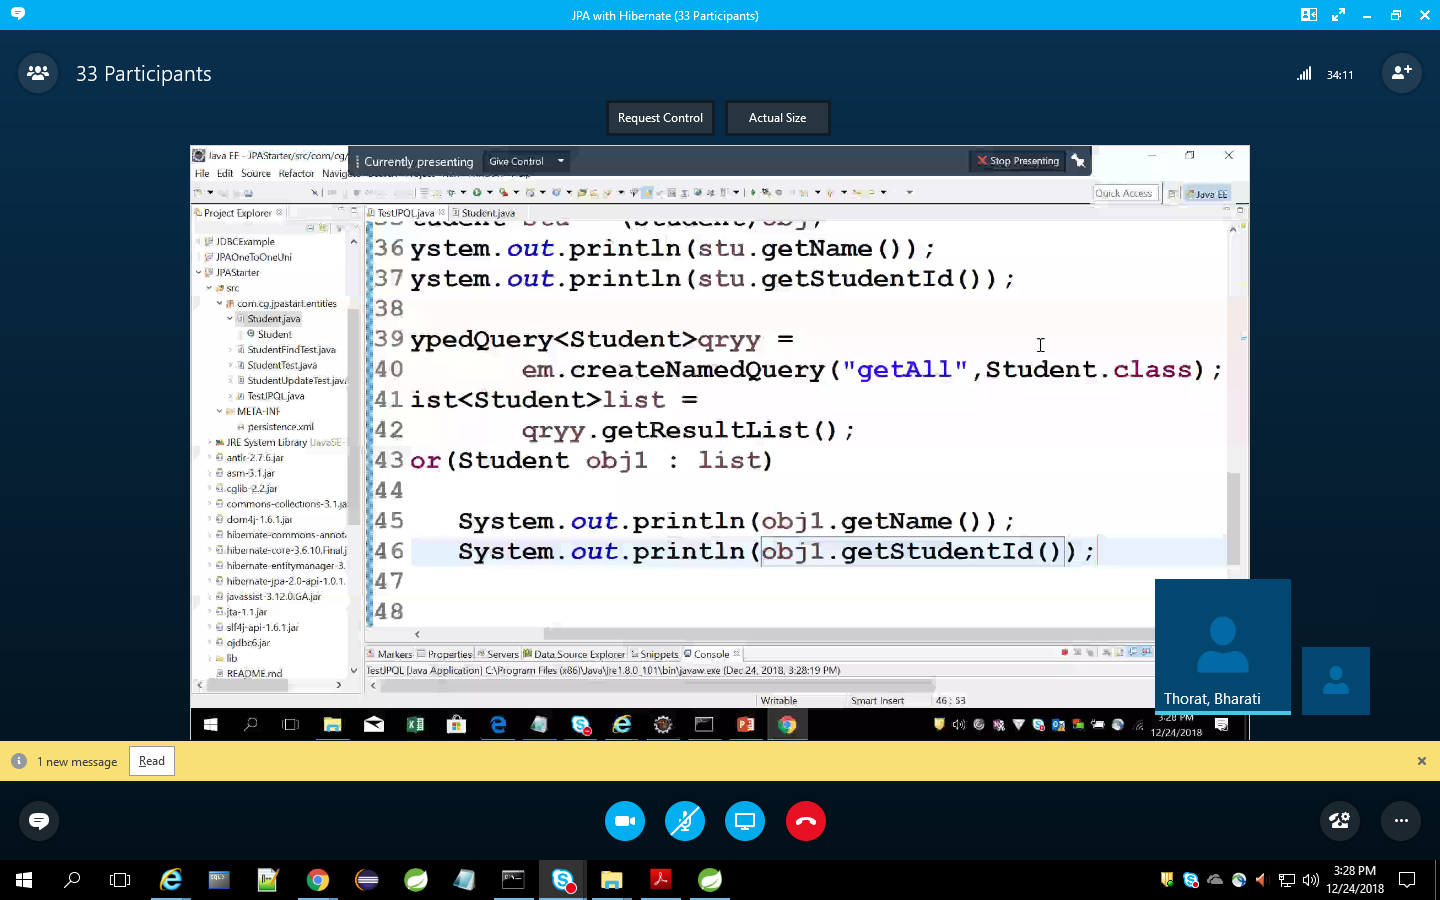 JPA with Hibernate (33 Participants)
33 Participants
34:11
Request Control
Actual Size
Java EE - JPAStarter/src/com/cg/
Currently presenting
Give Control
Stop Presenting
File Edit Source Refactor Navig
Quick Access
Java EE
Project Explorer
TestJPQL.java
Student.java
JDBCExample
JPAOneToOneUni
JPAStarter
src
com.cg.jpastart.entities
Student.java
Student
StudentFindTest.java
StudentTest.java
StudentUpdateTest.java
TestJPQL.java
META-INF
persistence.xml
JRE System Library [JavaSE-
antlr-2.7.6.jar
asm-3.1.jar
cglib-2.2.jar
commons-collections-3.1.ja
dom4j-1.6.1.jar
hibernate-commons-annot
hibernate-core-3.6.10.Final.j
hibernate-entitymanager-3.
hibernate-jpa-2.0-api-1.0.1.
javassist-3.12.0.GA.jar
jta-1.1.jar
slf4j-api-1.6.1.jar
ojdbc6.jar
lib
README.md
36 ystem.out.println(stu.getName());
37 ystem.out.println(stu.getStudentId());
38
39 ypedQuery<Student>qryy =
40 em.createNamedQuery("getAll",Student.class);
41 ist<Student>list =
42 qryy.getResultList();
43 or(Student obj1 : list)
44
45 System.out.println(obj1.getName());
46 System.out.println(obj1.getStudentId());
47
48
Markers Properties Servers Data Source Explorer Snippets Console
TestJPQL [Java Application] C:\Program Files (x86)\Java\jre1.8.0_101\bin\javaw.exe (Dec 24, 2018, 3:28:19 PM)
Writable
Smart Insert
46 : 53
Thorat, Bharati
3:28 PM
12/24/2018
1 new message
Read
3:28 PM
12/24/2018